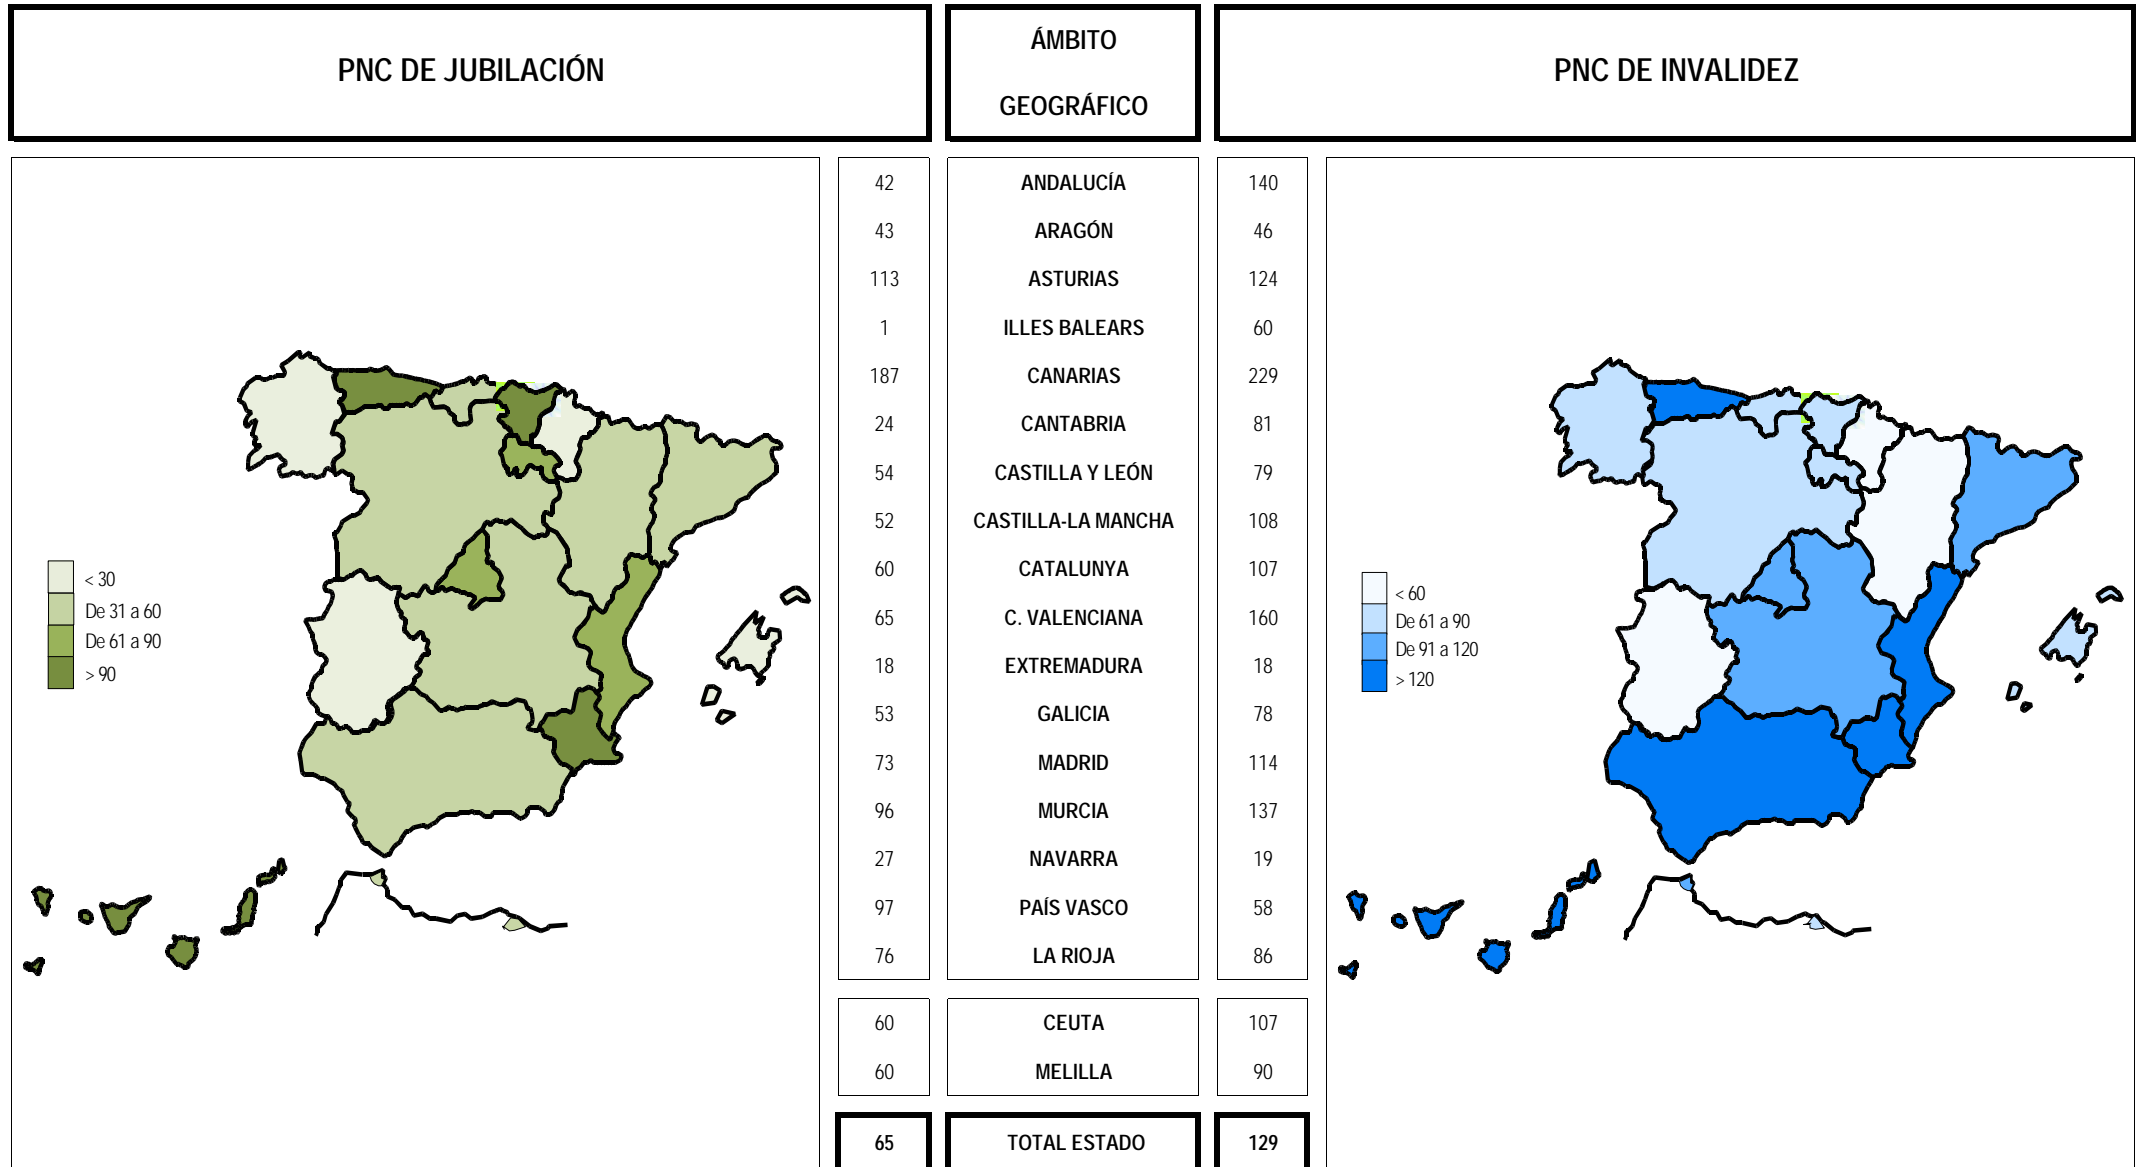 PNC DE JUBILACIÓN
ÁMBITO
GEOGRÁFICO
PNC DE INVALIDEZ
42 ANDALUCÍA 140
43 ARAGÓN 46
113 ASTURIAS 124
1 ILLES BALEARS 60
187 CANARIAS 229
24 CANTABRIA 81
54 CASTILLA Y LEÓN 79
52 CASTILLA-LA MANCHA 108
60 CATALUNYA 107
65 C. VALENCIANA 160
18 EXTREMADURA 18
53 GALICIA 78
73 MADRID 114
96 MURCIA 137
27 NAVARRA 19
97 PAÍS VASCO 58
76 LA RIOJA 86
60 CEUTA 107
60 MELILLA 90
65 TOTAL ESTADO 129
< 30
De 31 a 60
De 61 a 90
> 90
< 60
De 61 a 90
De 91 a 120
> 120